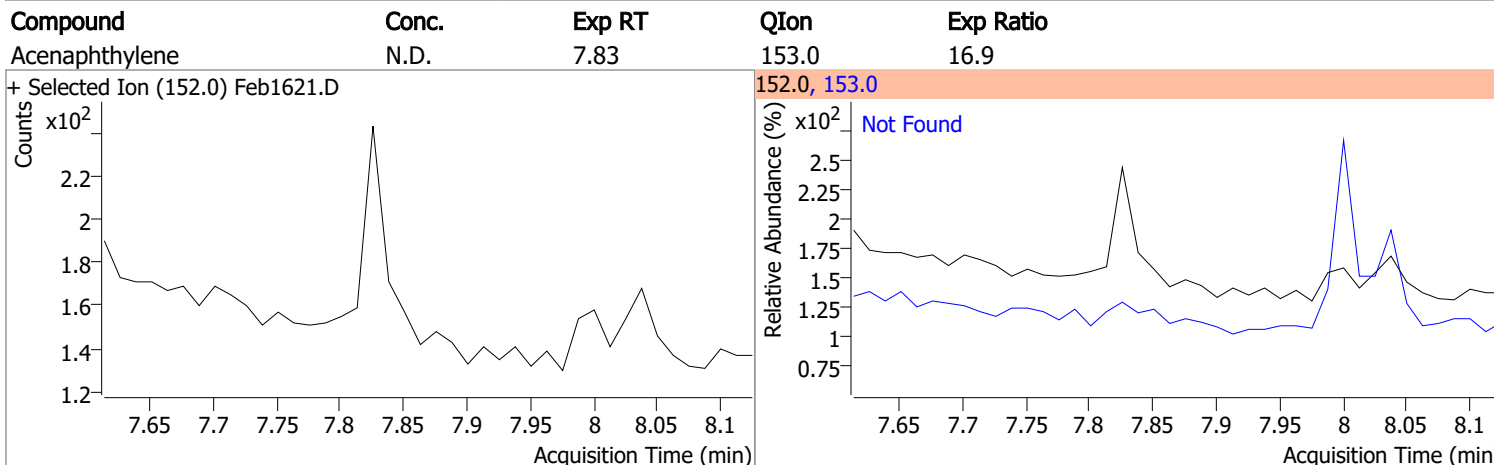 Compound Conc. Exp RT QIon Exp Ratio
Acenaphthylene N.D. 7.83 153.0 16.9
+ Selected Ion (152.0) Feb1621.D
Counts
x10²
2.2
2
1.8
1.6
1.4
1.2
7.65 7.7 7.75 7.8 7.85 7.9 7.95 8 8.05 8.1
Acquisition Time (min)
152.0, 153.0
Relative Abundance (%)
x10²
Not Found
2.5
2.25
2
1.75
1.5
1.25
1
0.75
7.65 7.7 7.75 7.8 7.85 7.9 7.95 8 8.05 8.1
Acquisition Time (min